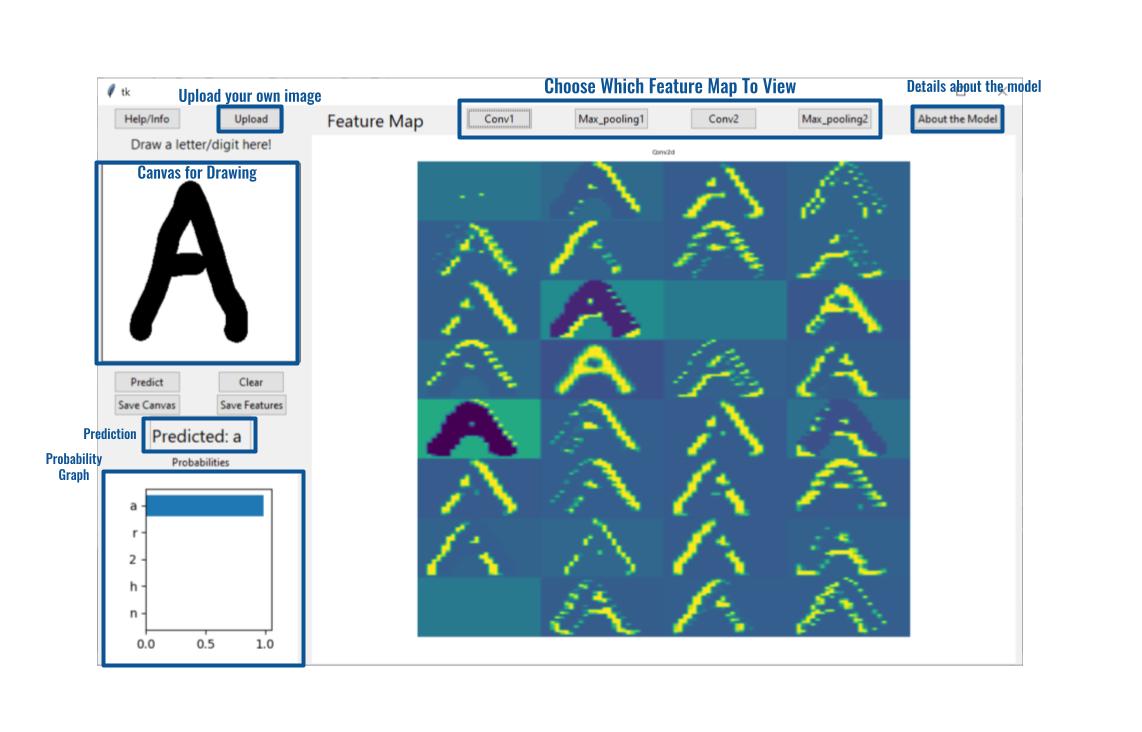 tk
Upload your own image
Choose Which Feature Map To View
Details about the model
Help/Info
Upload
Feature Map
Conv1
Max_pooling1
Conv2
Max_pooling2
About the Model
Draw a letter/digit here!
Conv2d
Canvas for Drawing
A
Predict
Clear
Save Canvas
Save Features
Prediction
Predicted: a
Probability
Graph
Probabilities
a
r
2
h
n
0.0 0.5 1.0